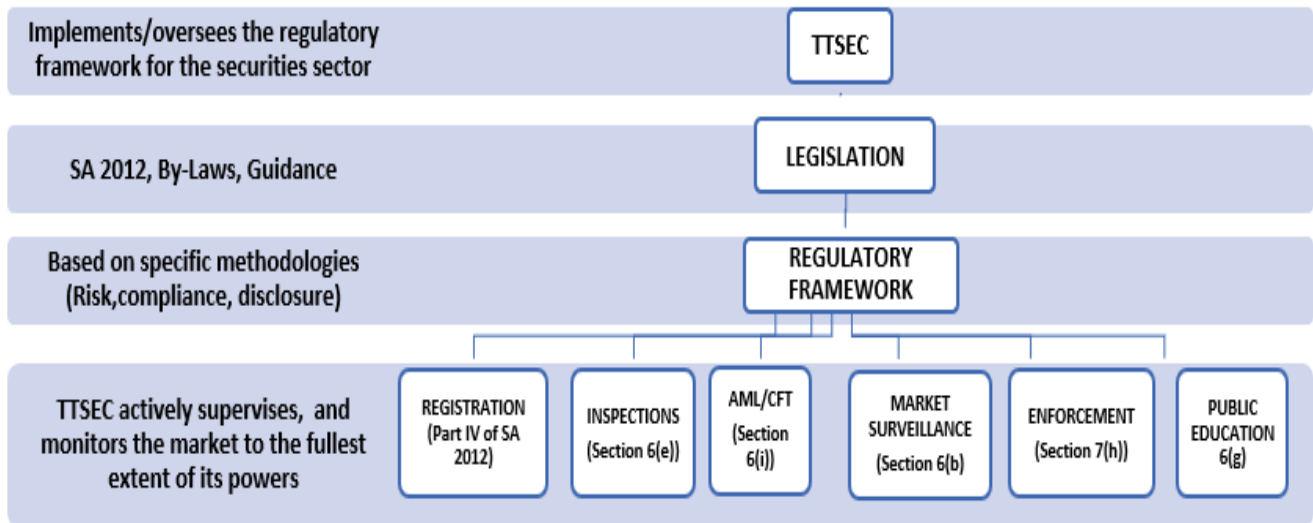 Implements/oversees the regulatory
framework for the securities sector
TTSEC
SA 2012, By-Laws, Guidance
LEGISLATION
Based on specific methodologies
(Risk,compliance, disclosure)
REGULATORY
FRAMEWORK
TTSEC actively supervises, and
monitors the market to the fullest
extent of its powers
REGISTRATION
(Part IV of SA
2012)
INSPECTIONS
(Section 6(e))
AML/CFT
(Section
6(i))
MARKET
SURVEILLANCE
(Section 6(b)
ENFORCEMENT
(Section 7(h))
PUBLIC
EDUCATION
6(g)